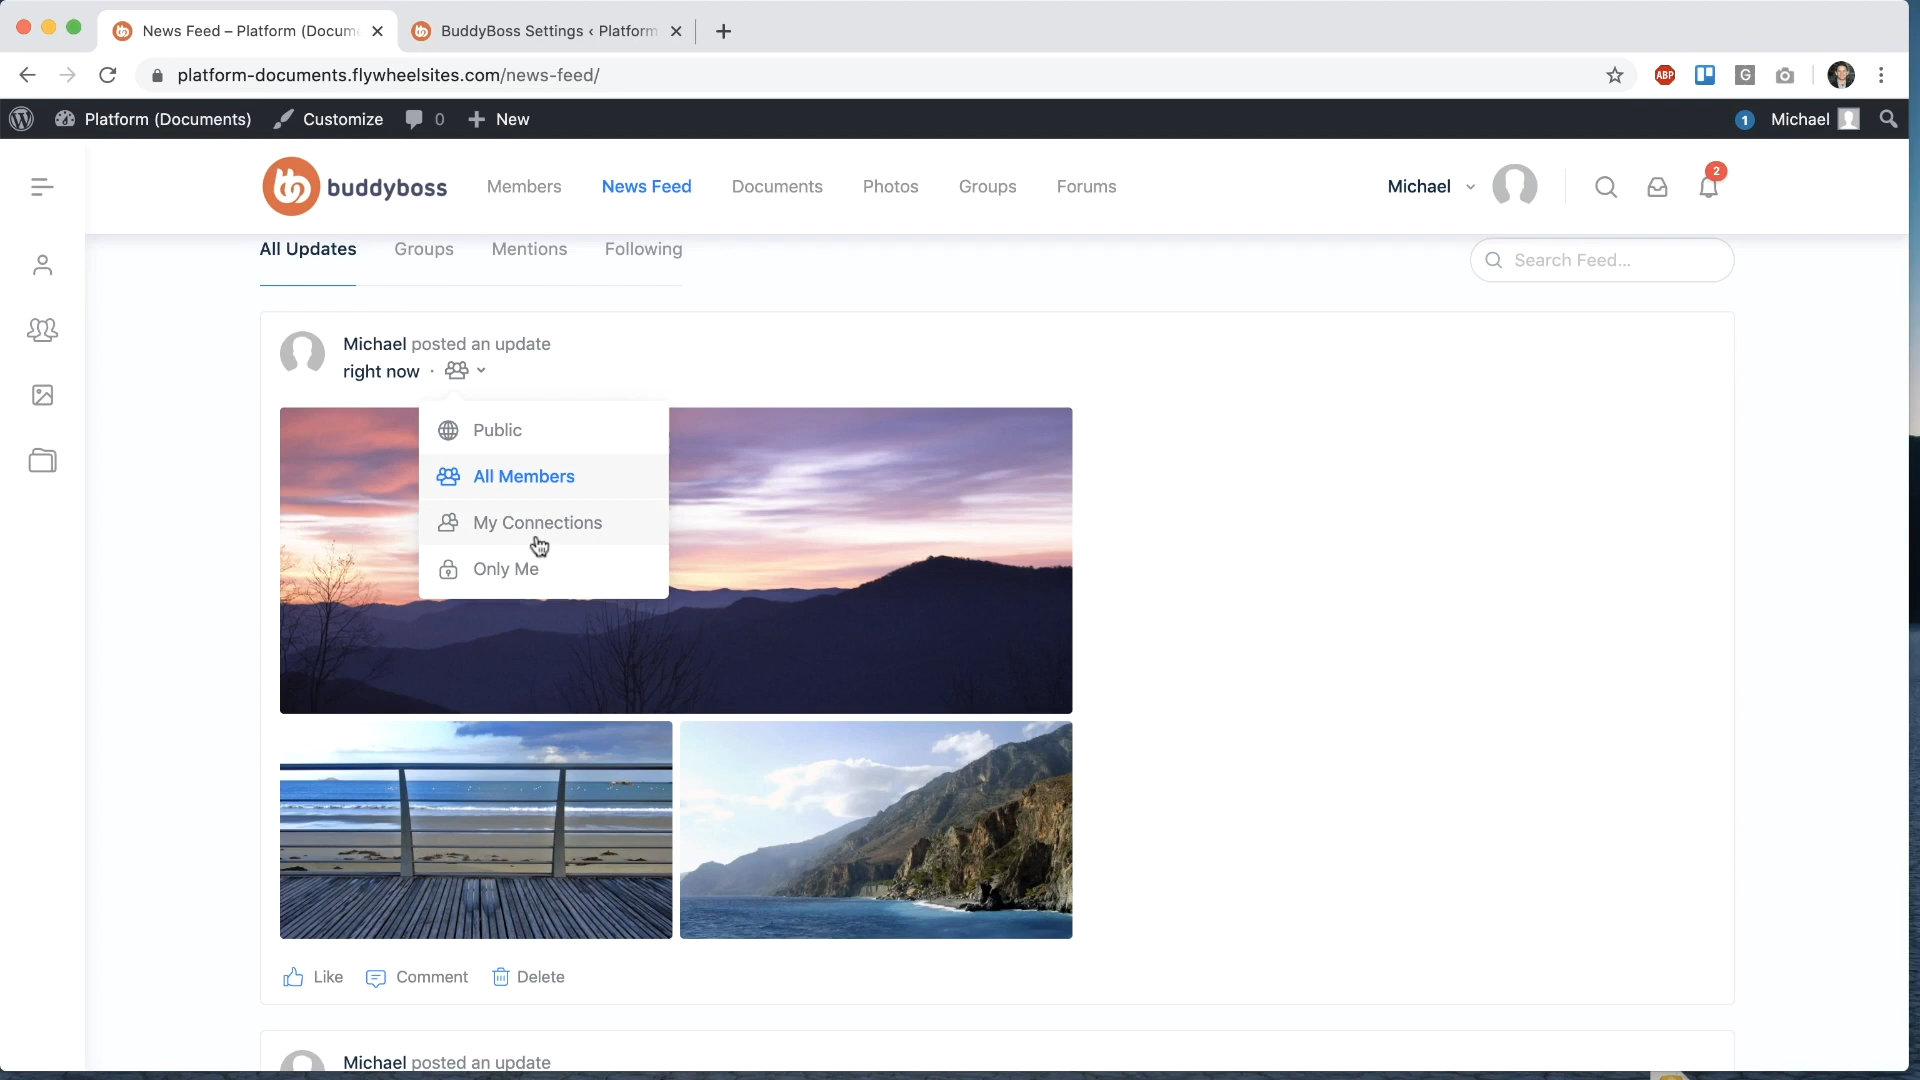 News Feed – Platform (Docum
BuddyBoss Settings ‹ Platform
platform-documents.flywheelsites.com/news-feed/
ABP
G
Platform (Documents)
Customize
0
New
1
Michael
buddyboss
Members
News Feed
Documents
Photos
Groups
Forums
Michael
2
All Updates
Groups
Mentions
Following
Search Feed...
Michael posted an update
right now
Public
All Members
My Connections
Only Me
Like
Comment
Delete
Michael posted an update